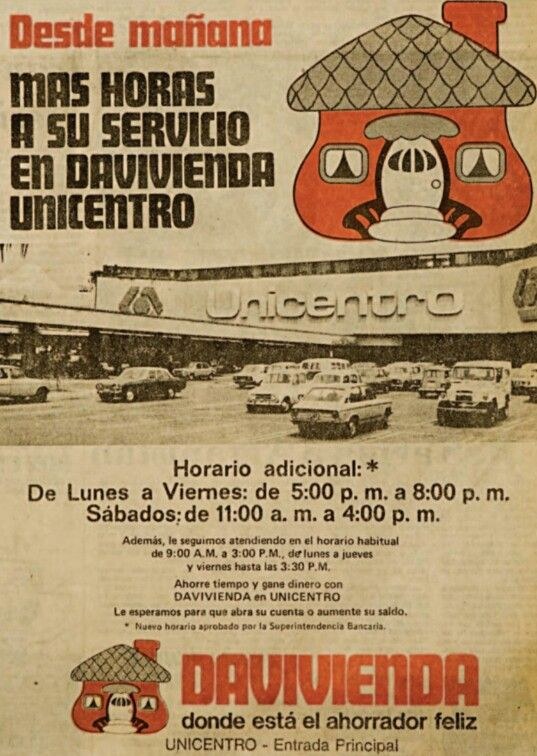 Desde mañana
MAS HORAS
A SU SERVICIO
EN DAVIVIENDA
UNICENTRO
Unicentro
Horario adicional:*
De Lunes a Viernes: de 5:00 p. m. a 8:00 p. m.
Sábados: de 11:00 a. m. a 4:00 p. m.
Además, le seguimos atendiendo en el horario habitual
de 9:00 A.M. a 3:00 P.M., de lunes a jueves
y viernes hasta las 3:30 P.M.
Ahorre tiempo y gane dinero con
DAVIVIENDA en UNICENTRO
Le esperamos para que abra su cuenta o aumente su saldo.
* Nuevo horario aprobado por la Superintendencia Bancaria.
DAVIVIENDA
donde está el ahorrador feliz
UNICENTRO - Entrada Principal